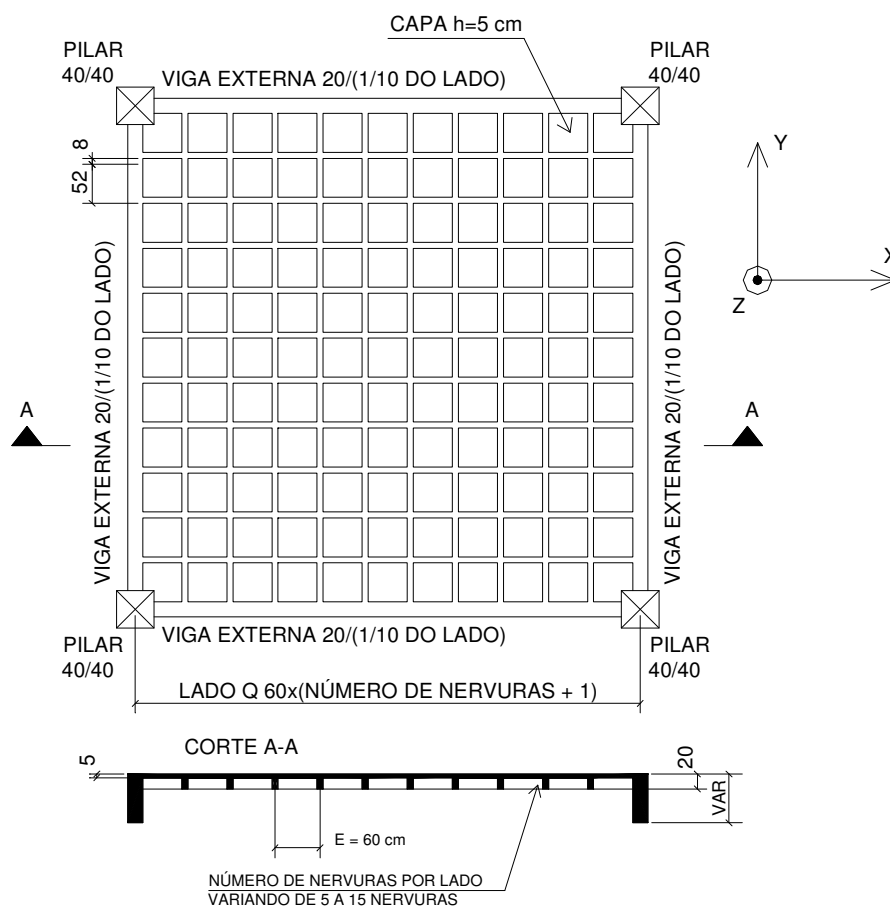 CAPA h=5 cm
PILAR
40/40
VIGA EXTERNA 20/(1/10 DO LADO)
PILAR
40/40
8
52
Y
X
Z
VIGA EXTERNA 20/(1/10 DO LADO)
VIGA EXTERNA 20/(1/10 DO LADO)
A
A
PILAR
40/40
VIGA EXTERNA 20/(1/10 DO LADO)
PILAR
40/40
LADO Q 60x(NÚMERO DE NERVURAS + 1)
CORTE A-A
5
20
VAR
E = 60 cm
NÚMERO DE NERVURAS POR LADO
VARIANDO DE 5 A 15 NERVURAS